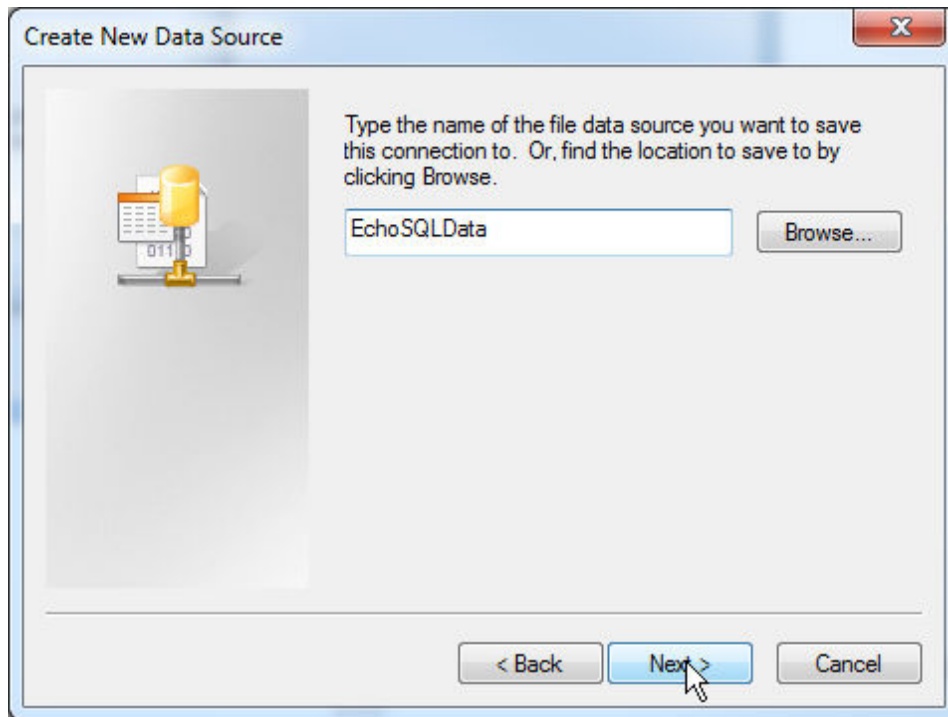 Create New Data Source
Type the name of the file data source you want to save
this connection to.  Or, find the location to save to by
clicking Browse.
EchoSQLData
Browse...
< Back
Next >
Cancel